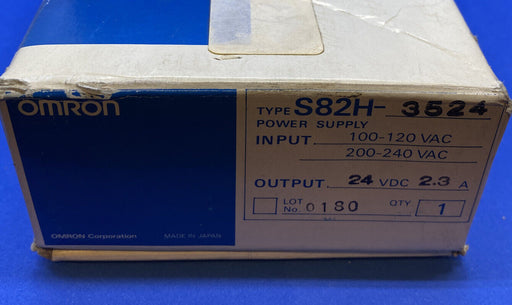 OMRON
TYPE S82H-3524
POWER SUPPLY
INPUT 100-120 VAC
200-240 VAC
OUTPUT 24 VDC 2.3 A
LOT No. 0180 QTY 1
OMRON Corporation MADE IN JAPAN